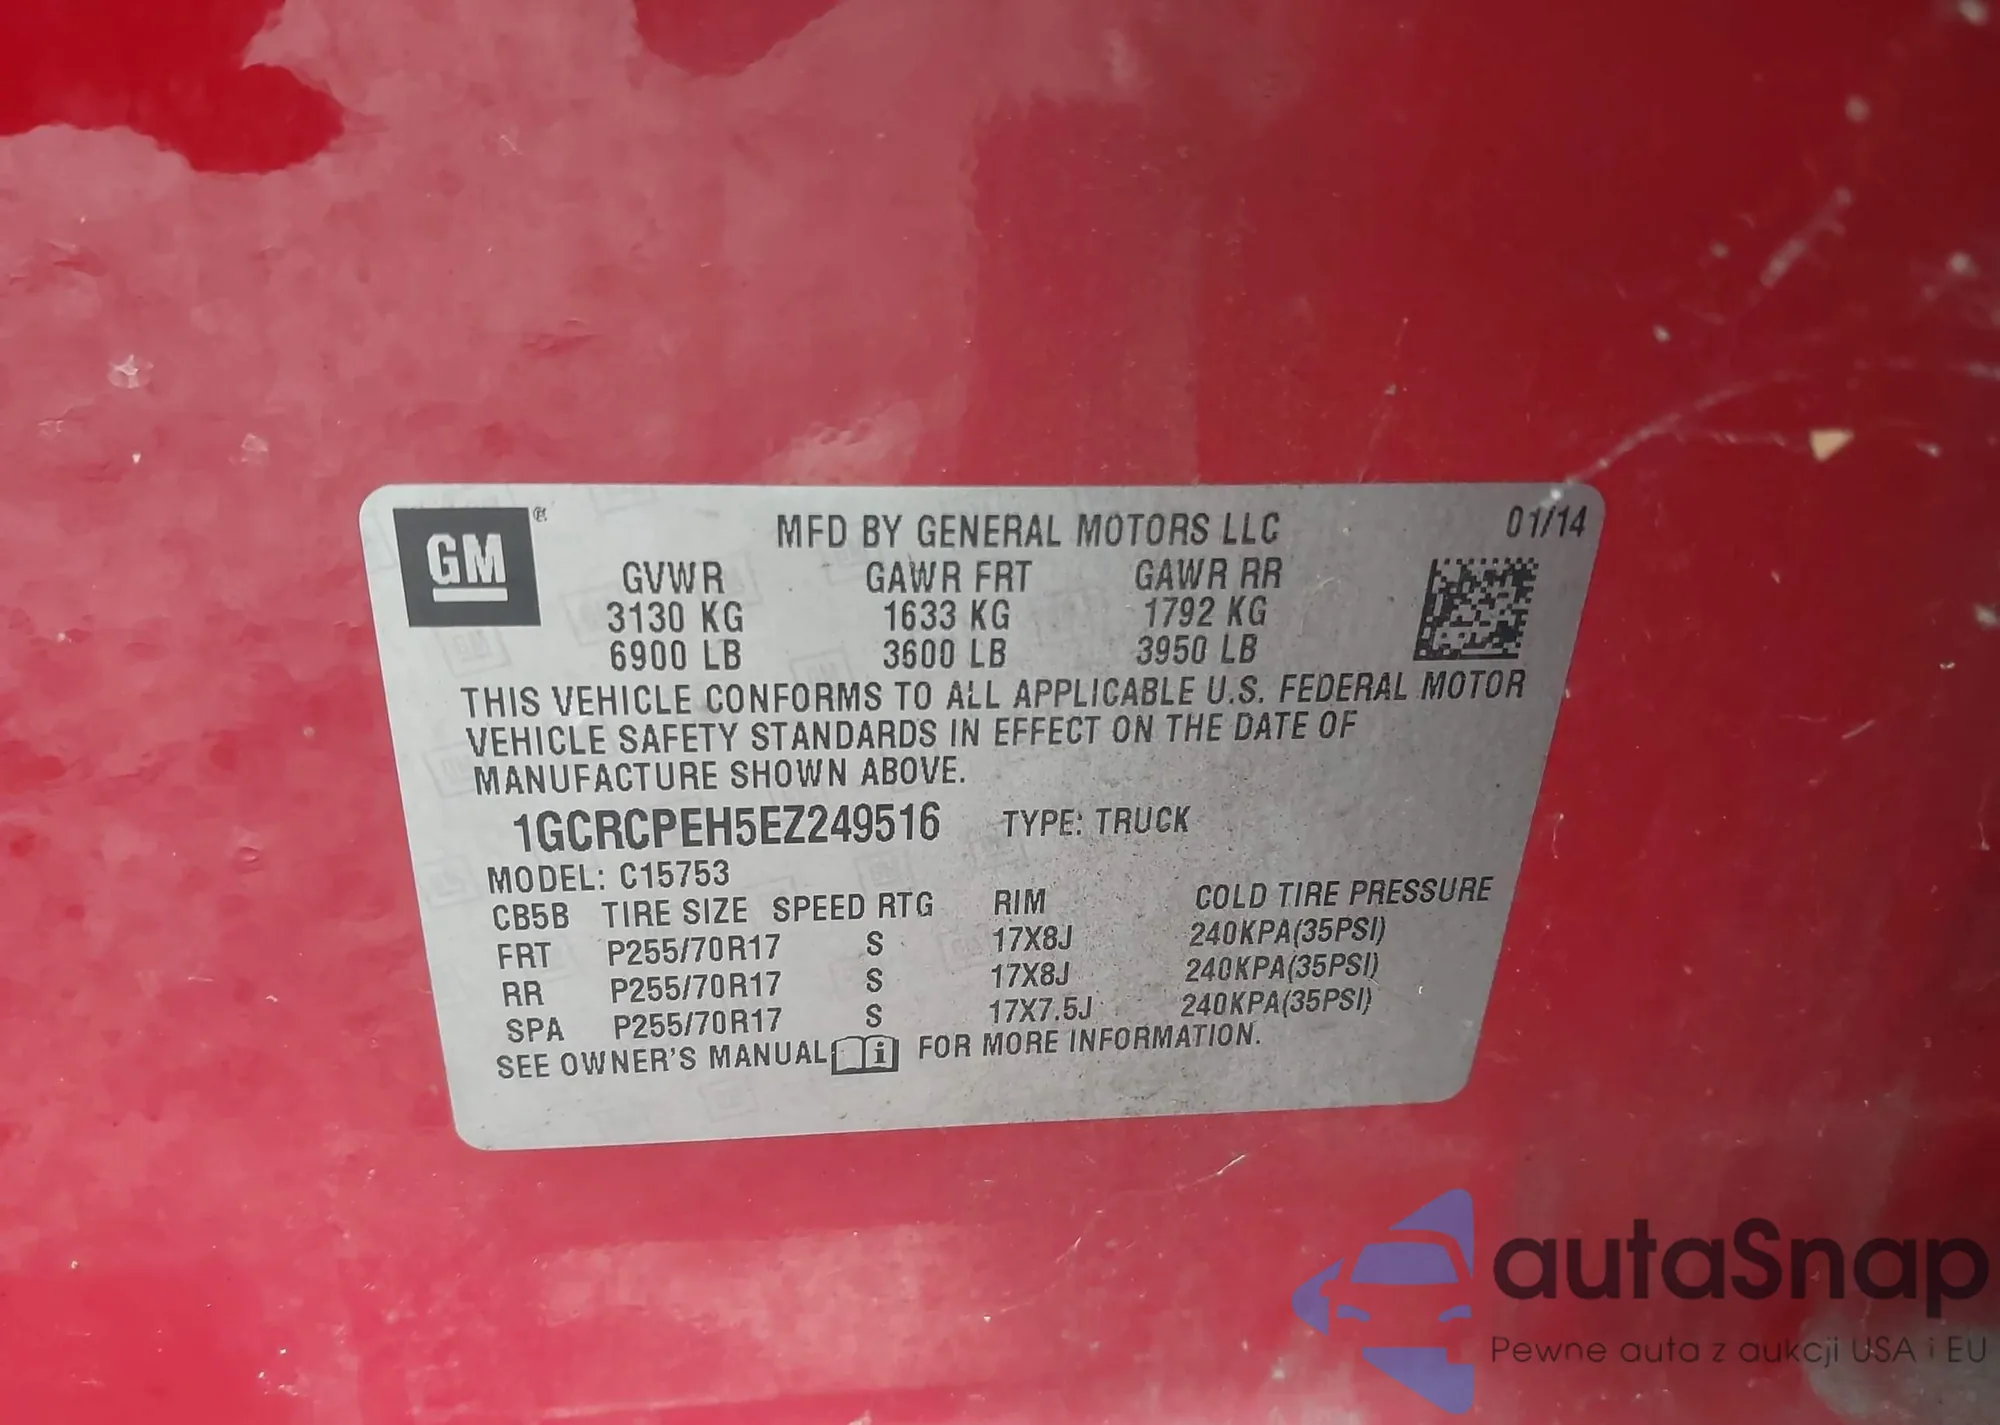 GM®
MFD BY GENERAL MOTORS LLC 01/14
GVWR GAWR FRT GAWR RR
3130 KG 1633 KG 1792 KG
6900 LB 3600 LB 3950 LB
THIS VEHICLE CONFORMS TO ALL APPLICABLE U.S. FEDERAL MOTOR
VEHICLE SAFETY STANDARDS IN EFFECT ON THE DATE OF
MANUFACTURE SHOWN ABOVE.
1GCRCPEH5EZ249516 TYPE: TRUCK
MODEL: C15753
CB5B TIRE SIZE SPEED RTG RIM COLD TIRE PRESSURE
FRT P255/70R17 S 17X8J 240KPA(35PSI)
RR P255/70R17 S 17X8J 240KPA(35PSI)
SPA P255/70R17 S 17X7.5J 240KPA(35PSI)
SEE OWNER'S MANUAL i FOR MORE INFORMATION.
autaSnap
Pewne auta z aukcji USA i EU